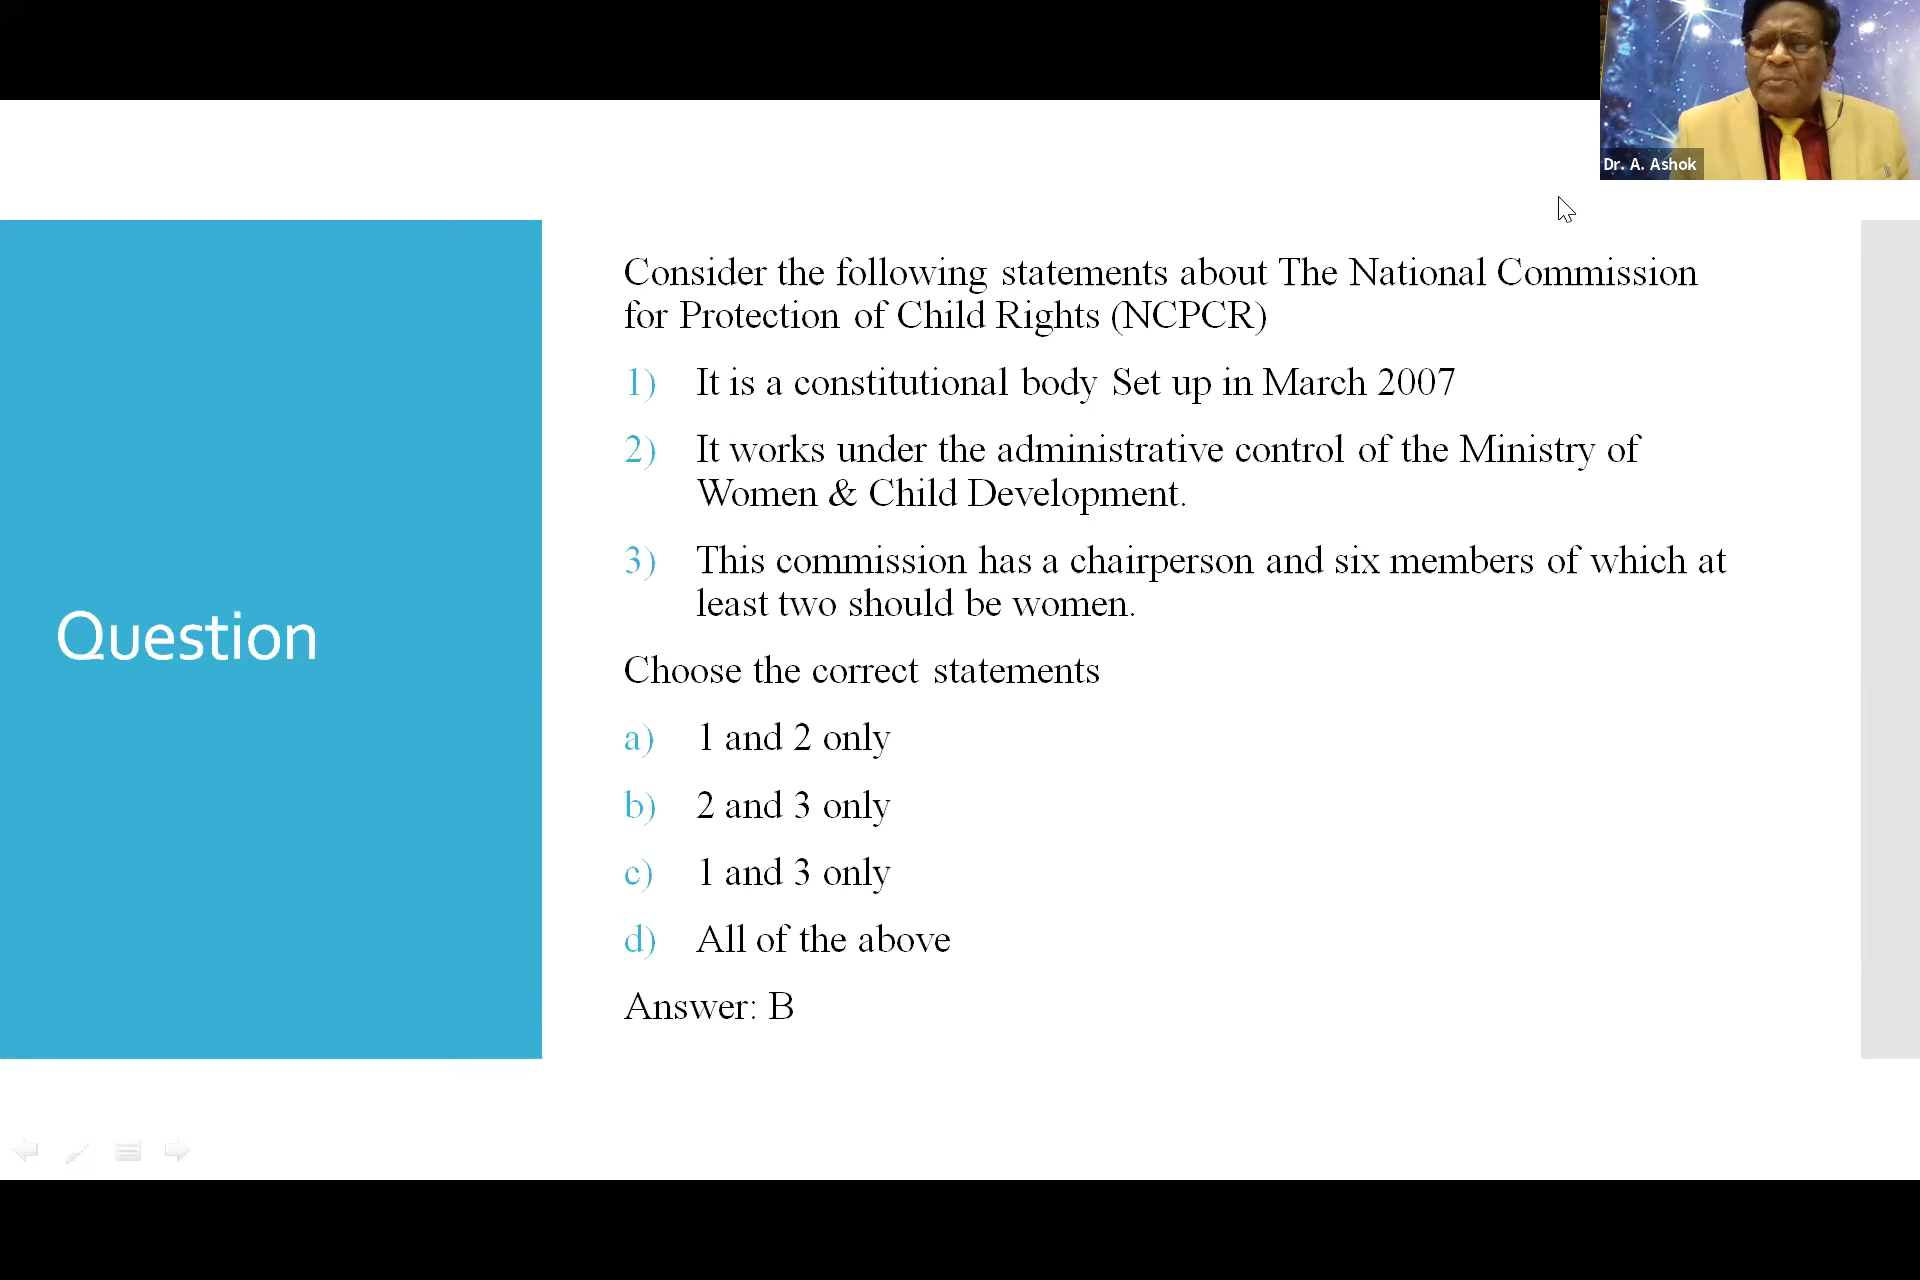 Dr. A. Ashok
Question
Consider the following statements about The National Commission
for Protection of Child Rights (NCPCR)
1) It is a constitutional body Set up in March 2007
2) It works under the administrative control of the Ministry of
Women & Child Development.
3) This commission has a chairperson and six members of which at
least two should be women.
Choose the correct statements
a) 1 and 2 only
b) 2 and 3 only
c) 1 and 3 only
d) All of the above
Answer: B